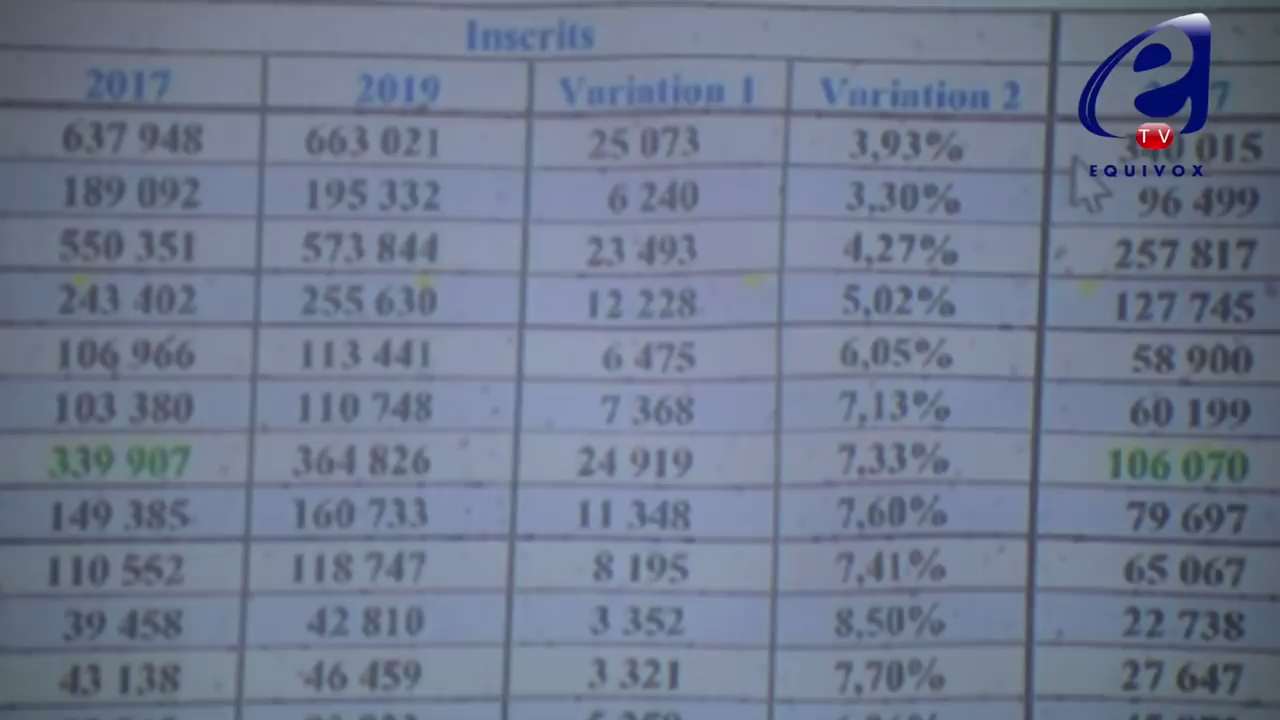 Inscrits
2017 2019 Variation 1 Variation 2 7
637 948 663 021 25 073 3,93% 340 015
189 092 195 332 6 240 3,30% 96 499
550 351 573 844 23 493 4,27% 257 817
243 402 255 630 12 228 5,02% 127 745
106 966 113 441 6 475 6,05% 58 900
103 380 110 748 7 368 7,13% 60 199
339 907 364 826 24 919 7,33% 106 070
149 385 160 733 11 348 7,60% 79 697
110 552 118 747 8 195 7,41% 65 067
39 458 42 810 3 352 8,50% 22 738
43 138 46 459 3 321 7,70% 27 647
e
TV
EQUIVOX